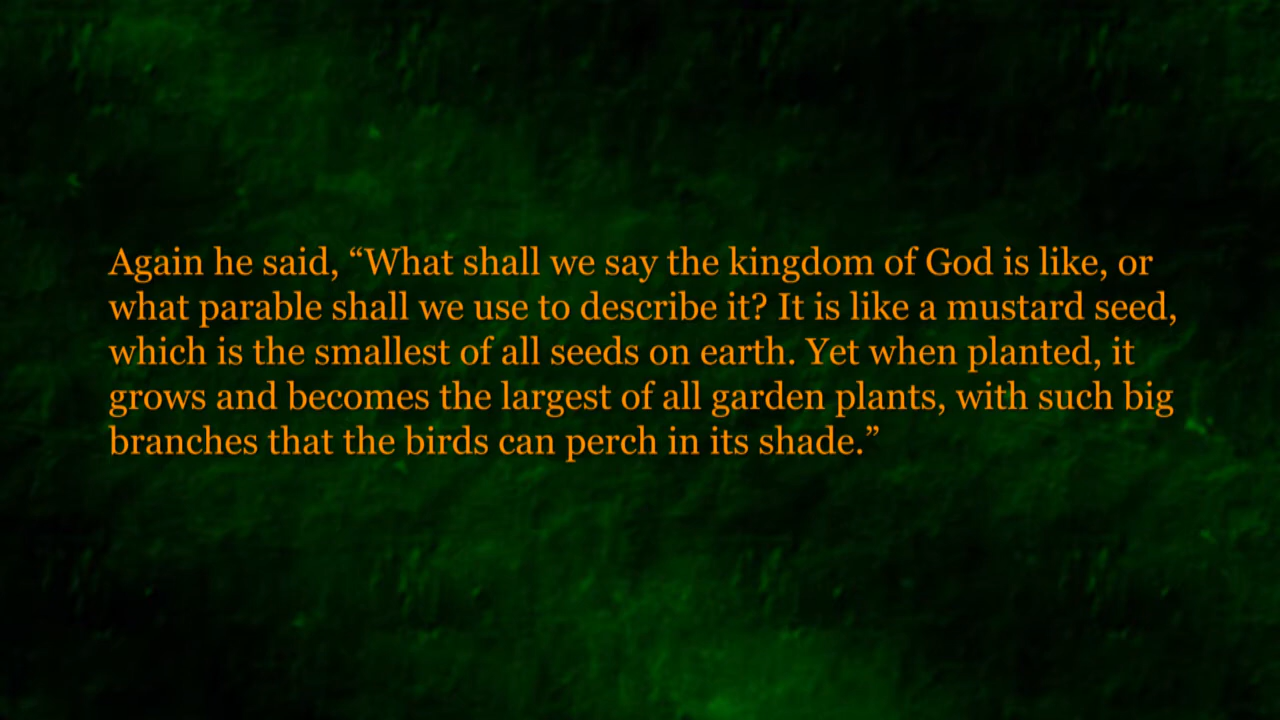 Again he said, “What shall we say the kingdom of God is like, or
what parable shall we use to describe it? It is like a mustard seed,
which is the smallest of all seeds on earth. Yet when planted, it
grows and becomes the largest of all garden plants, with such big
branches that the birds can perch in its shade.”